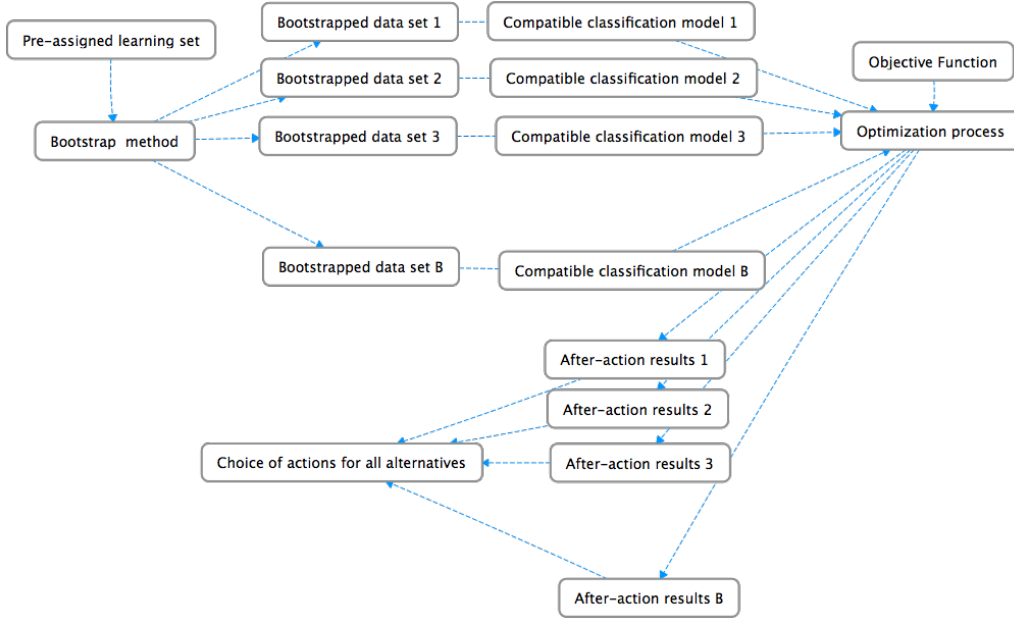 Pre-assigned learning set
Bootstrapped data set 1
Compatible classification model 1
Objective Function
Bootstrapped data set 2
Compatible classification model 2
Bootstrap method
Bootstrapped data set 3
Compatible classification model 3
Optimization process
Bootstrapped data set B
Compatible classification model B
After-action results 1
After-action results 2
Choice of actions for all alternatives
After-action results 3
After-action results B